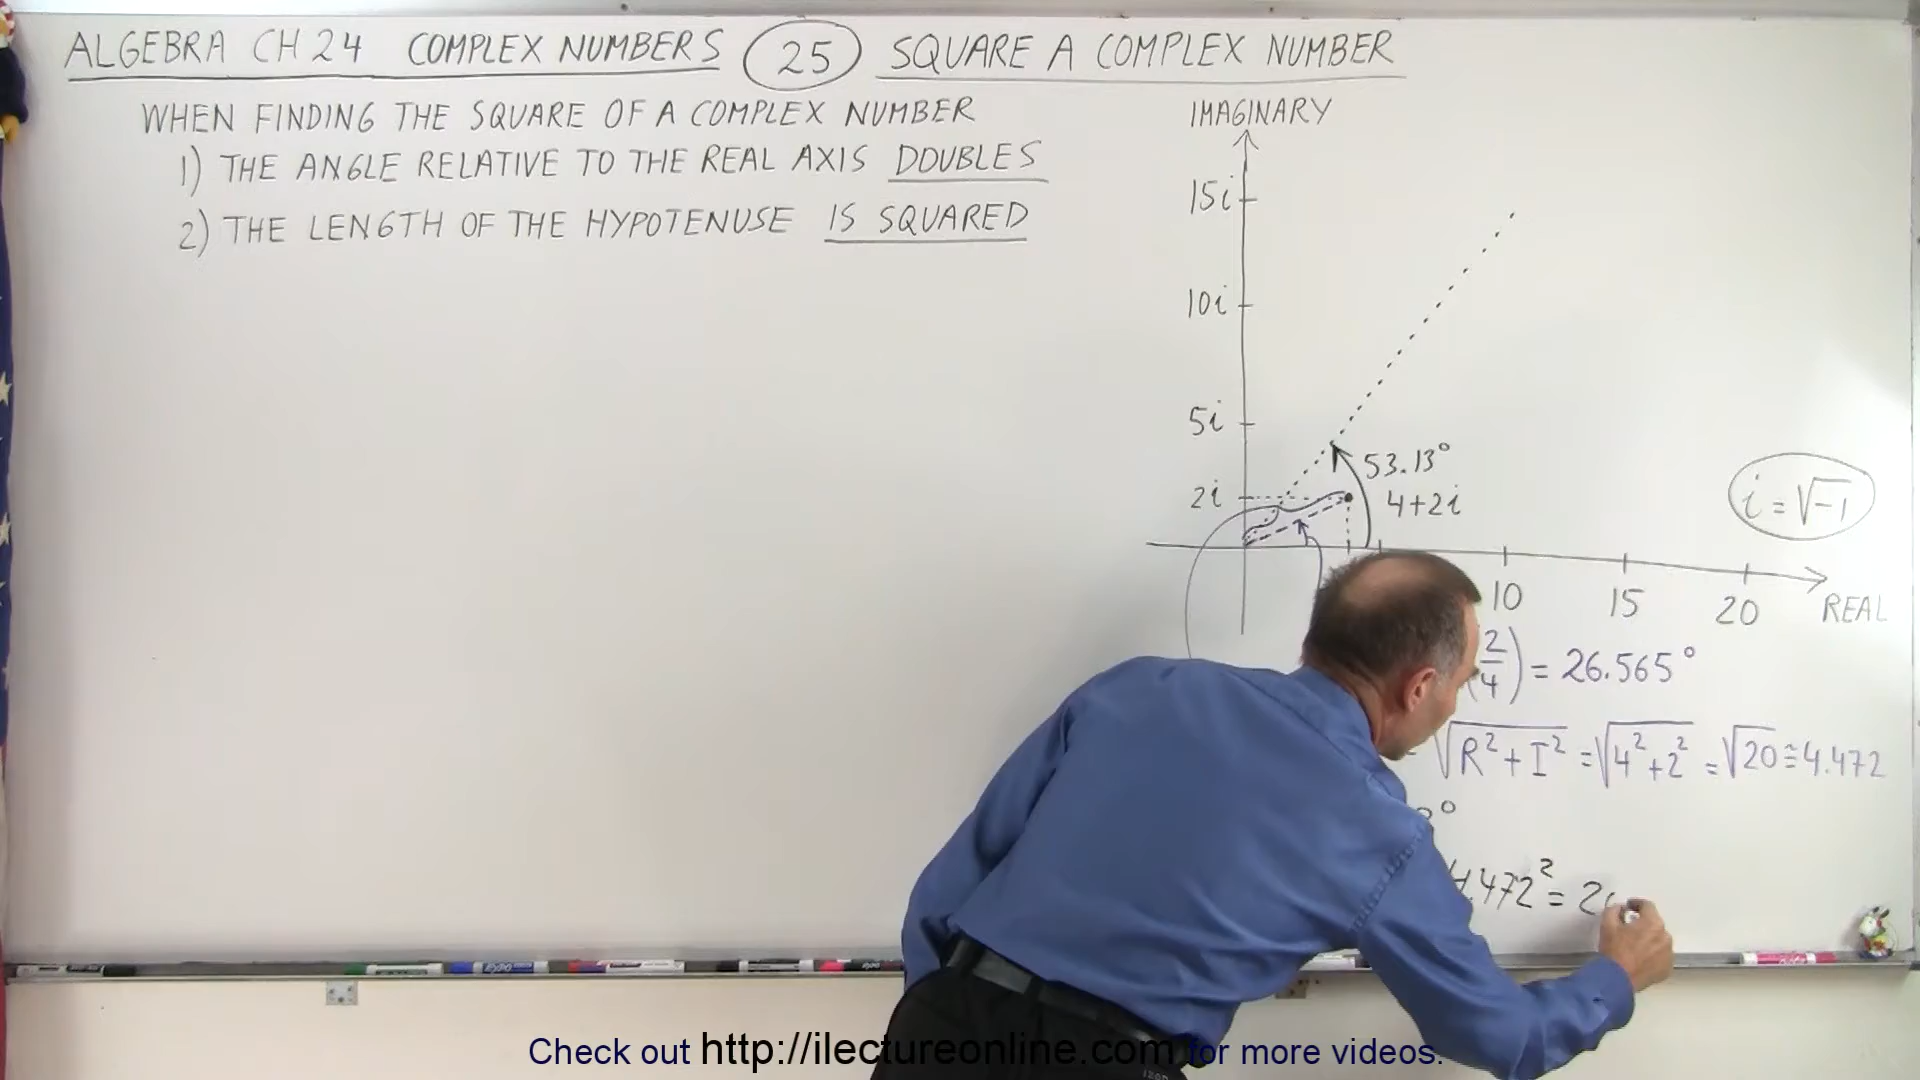 ALGEBRA CH 24 COMPLEX NUMBERS 25 SQUARE A COMPLEX NUMBER
WHEN FINDING THE SQUARE OF A COMPLEX NUMBER
1) THE ANGLE RELATIVE TO THE REAL AXIS DOUBLES
2) THE LENGTH OF THE HYPOTENUSE IS SQUARED
IMAGINARY
15i
10i
5i
53.13°
2i
4+2i
i = √-1
10 15 20 REAL
(2/4) = 26.565°
√R²+I² = √4²+2² = √20 ≅ 4.472
4.472² = 2
Check out http://ilectureonline.com for more videos.